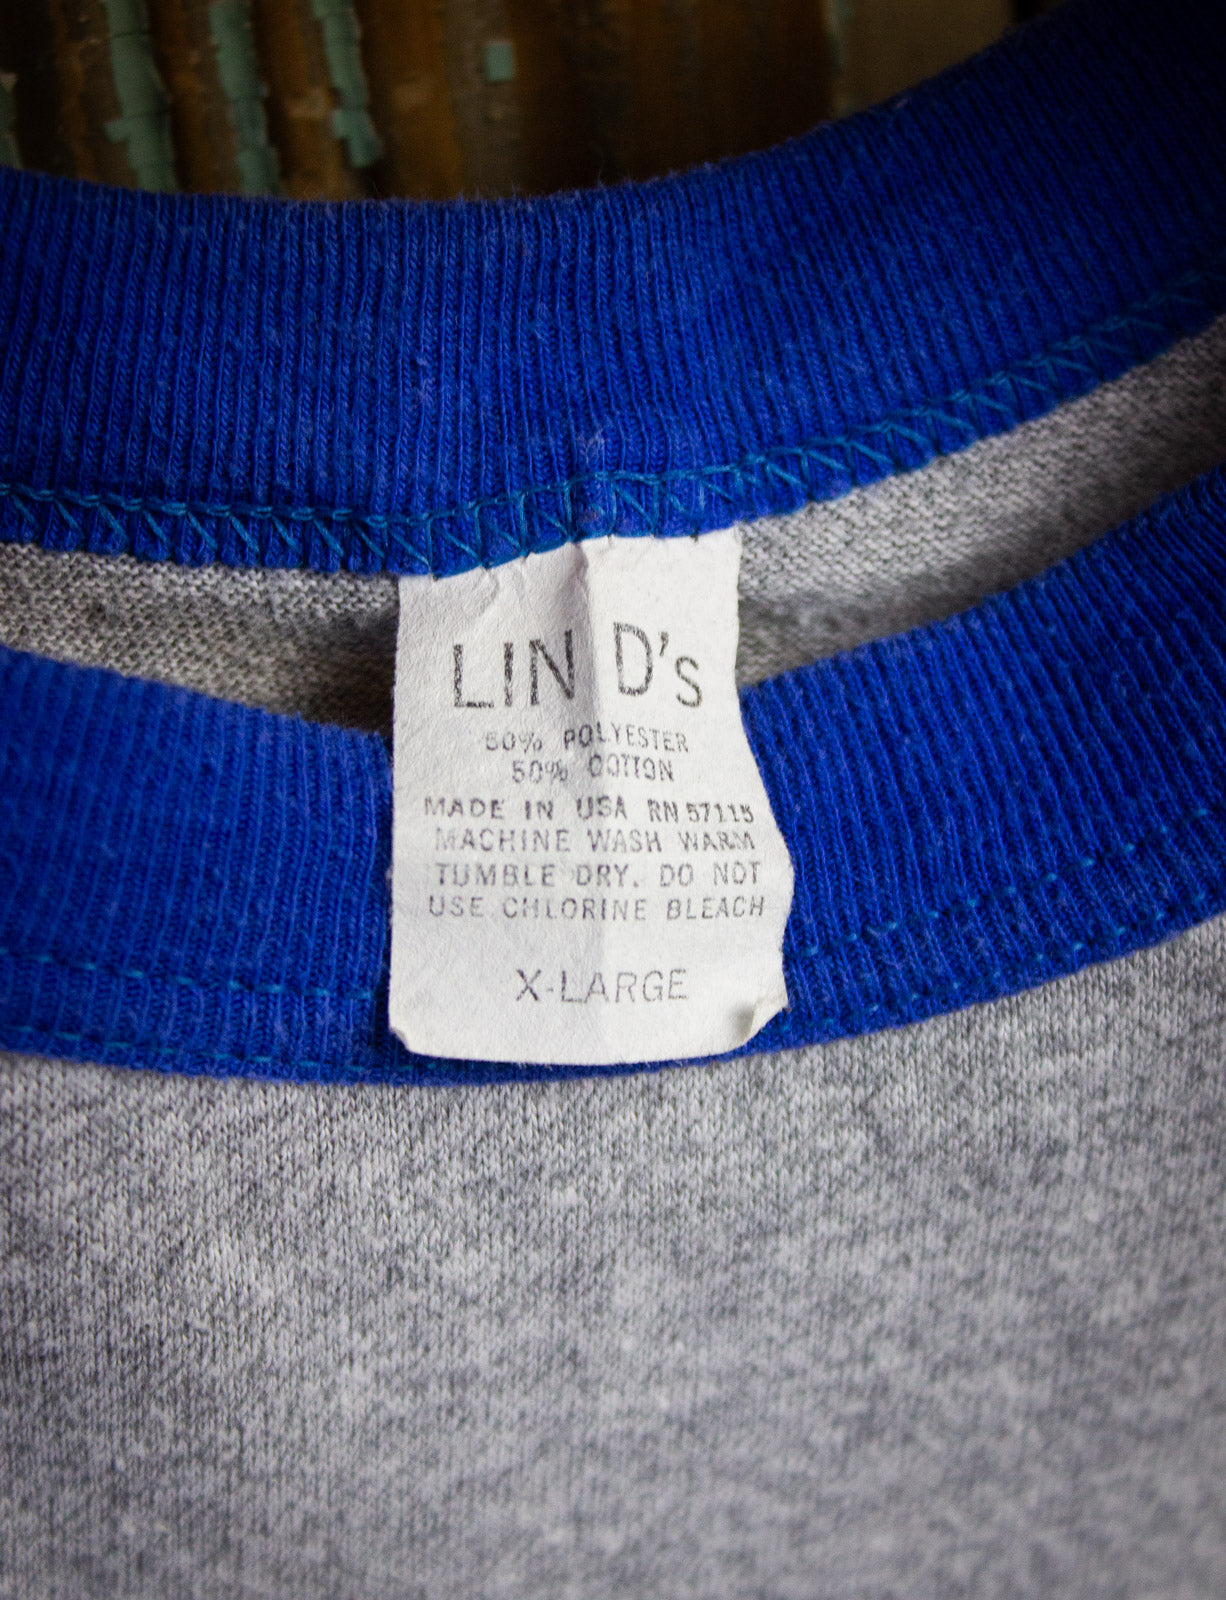 LIND's
50% POLYESTER
50% COTTON
MADE IN USA RN 57115
MACHINE WASH WARM
TUMBLE DRY. DO NOT
USE CHLORINE BLEACH
X-LARGE